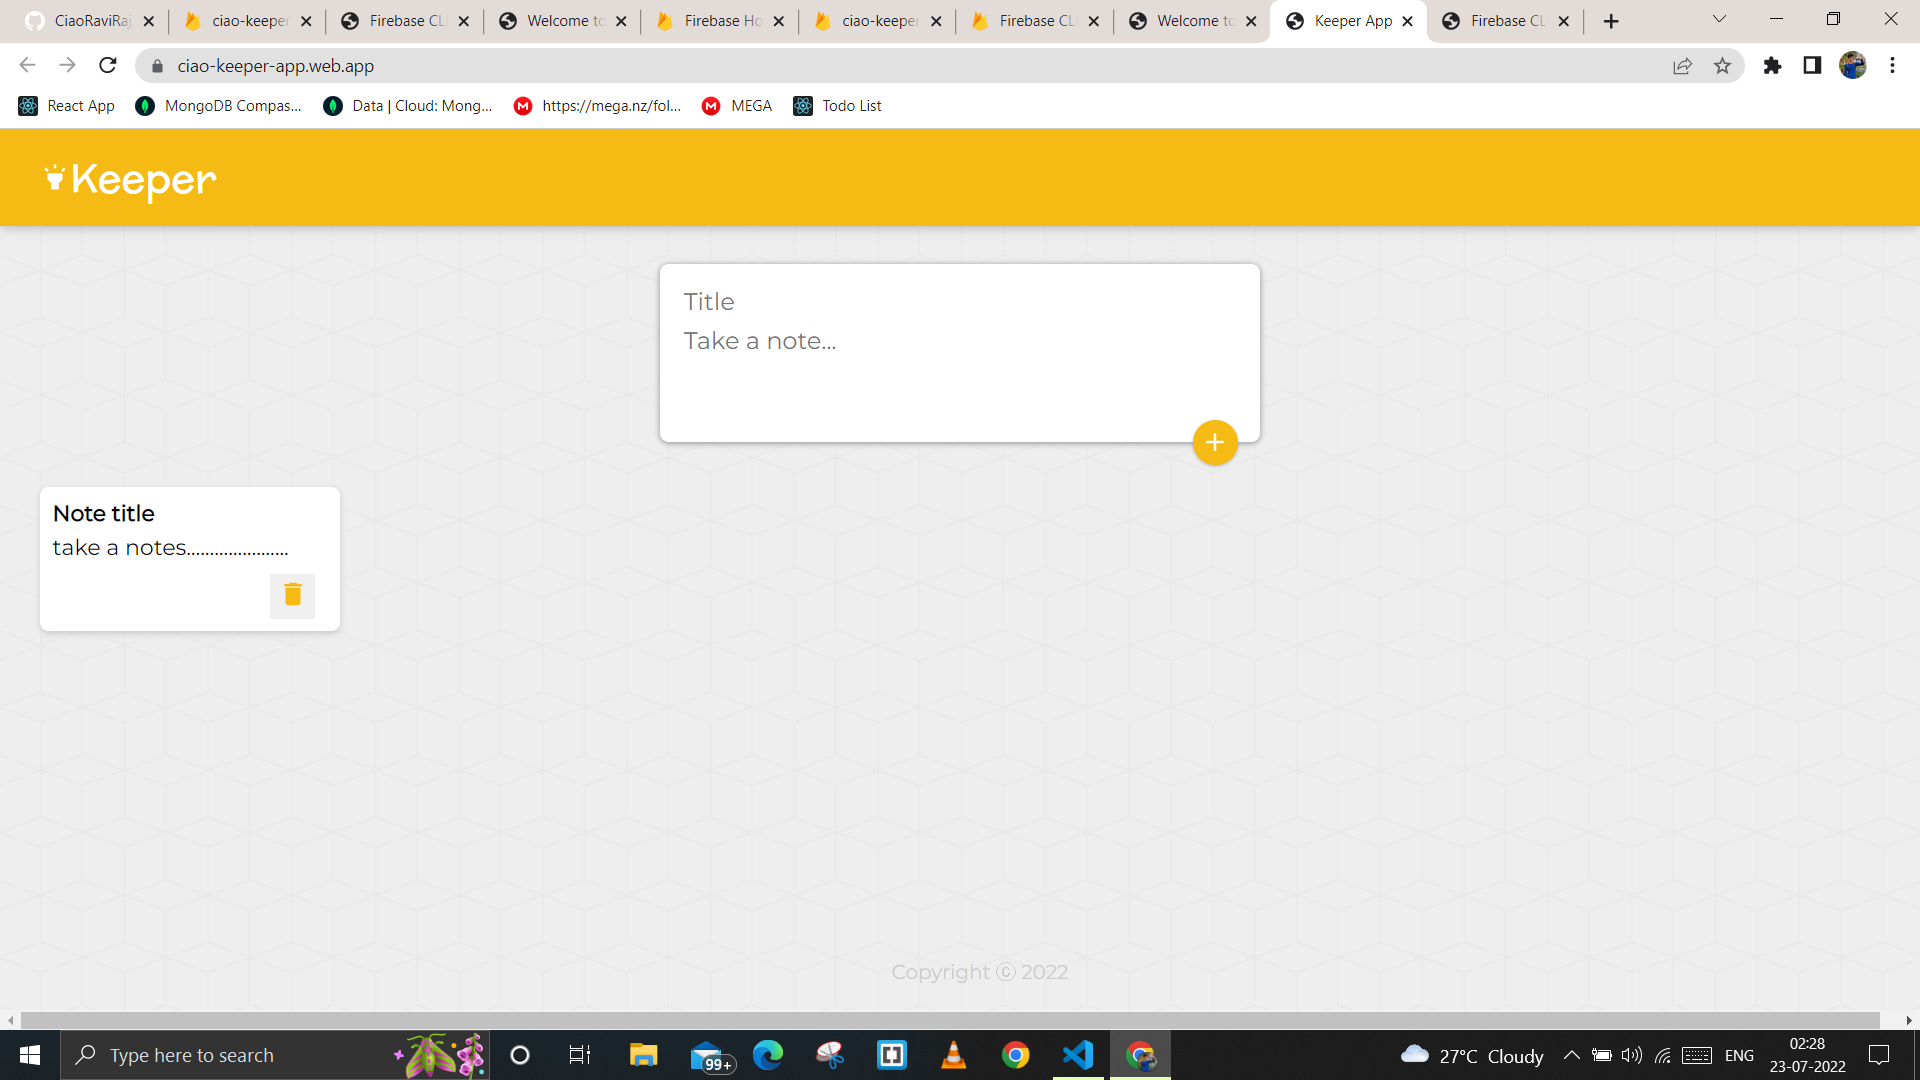 CiaoRaviRaj
ciao-keeper
Firebase CL
Welcome to
Firebase Ho
ciao-keeper
Firebase CL
Welcome to
Keeper App
Firebase CL
ciao-keeper-app.web.app
React App
MongoDB Compas...
Data | Cloud: Mong...
https://mega.nz/fol...
MEGA
Todo List
Keeper
Title
Take a note...
Note title
take a notes......................
Copyright ⓒ 2022
Type here to search
99+
27°C Cloudy
ENG
02:28
23-07-2022